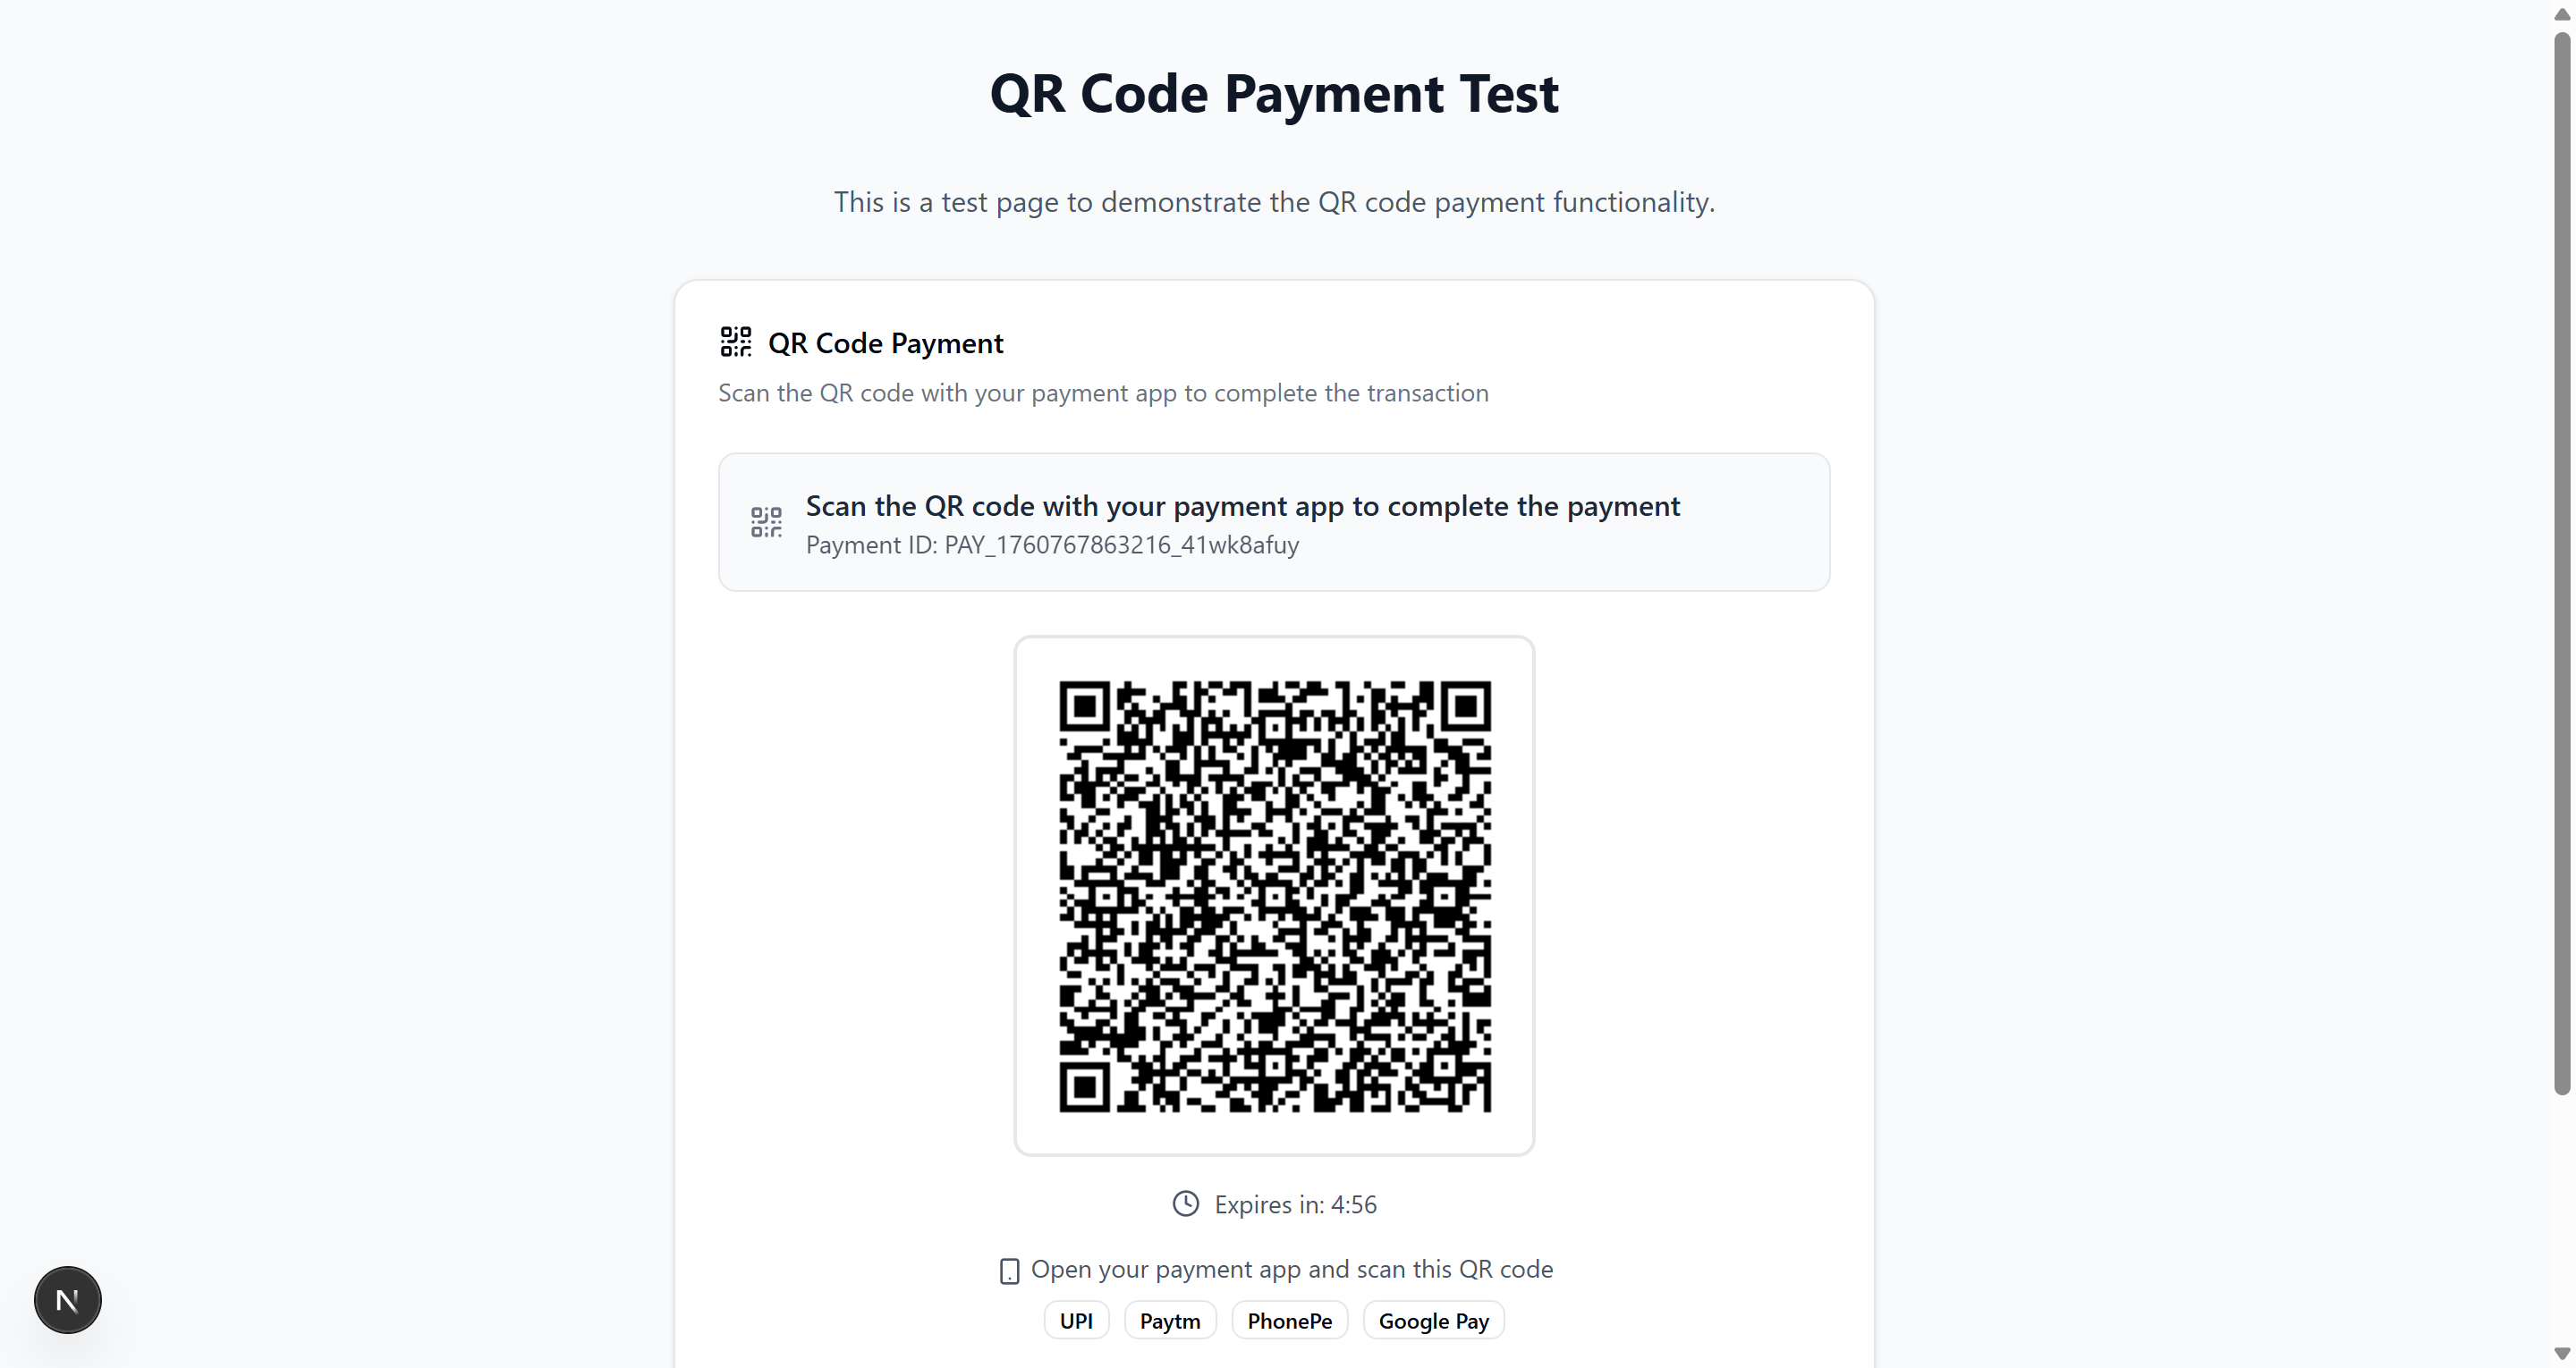 QR Code Payment Test
This is a test page to demonstrate the QR code payment functionality.
QR Code Payment
Scan the QR code with your payment app to complete the transaction
Scan the QR code with your payment app to complete the payment
Payment ID: PAY_1760767863216_41wk8afuy
Expires in: 4:56
Open your payment app and scan this QR code
UPI Paytm PhonePe Google Pay
N